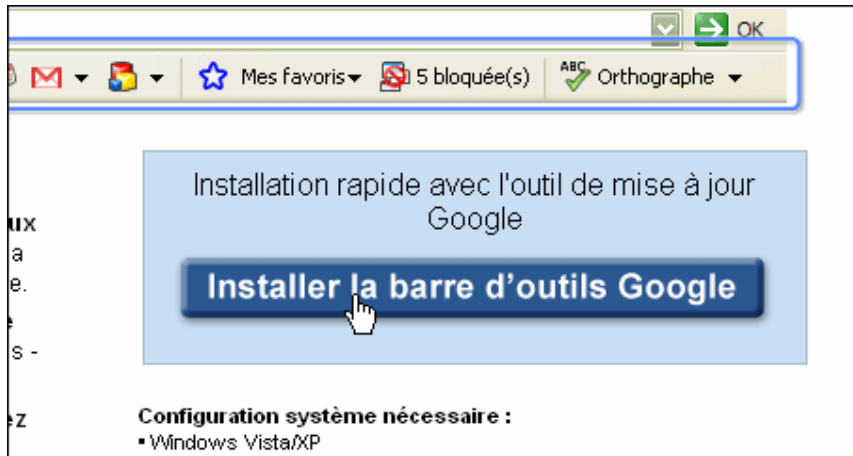 OK
Mes favoris 5 bloquée(s) ABC Orthographe
Installation rapide avec l'outil de mise à jour
Google
ux
a
e.
Installer la barre d'outils Google
s -
ez
Configuration système nécessaire :
▪ Windows Vista/XP